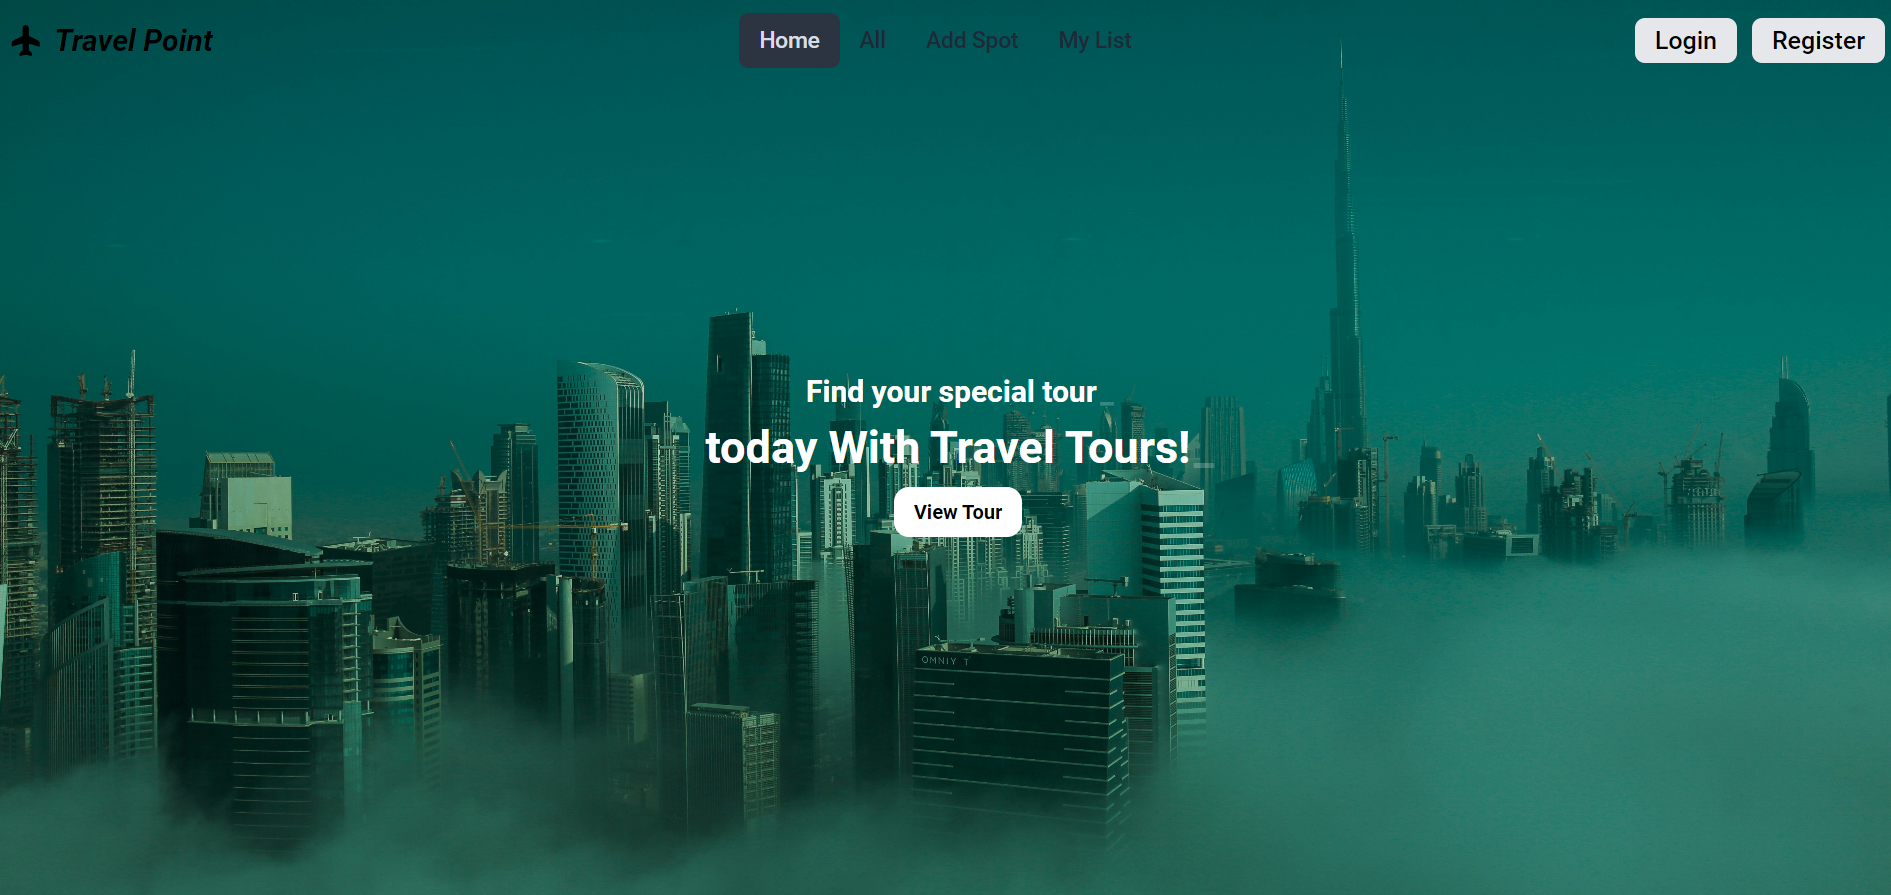 Travel Point
Home All Add Spot My List
Login Register
Find your special tour
today With Travel Tours!
View Tour
OMNIY T